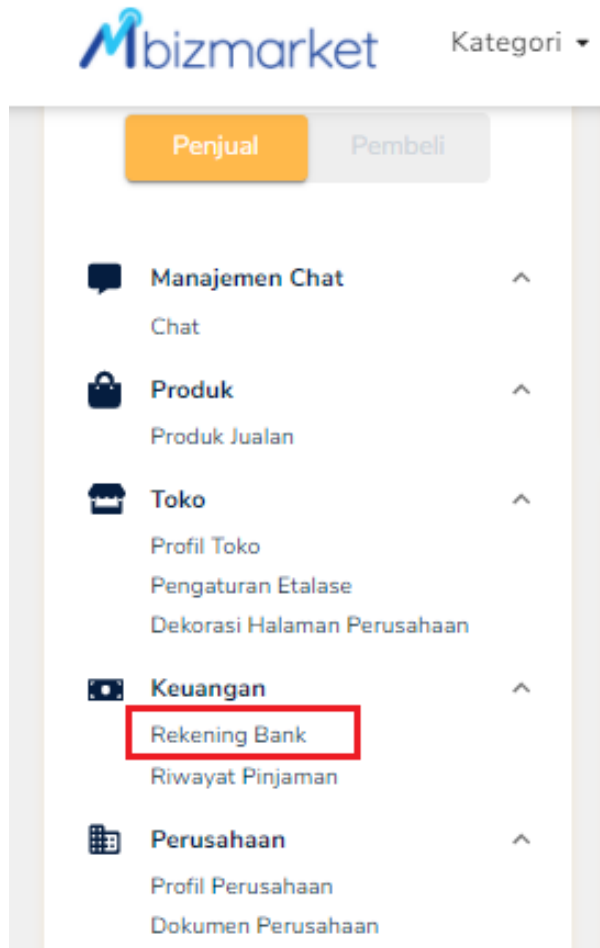 Mbizmarket Kategori
Penjual Pembeli
Manajemen Chat
Chat
Produk
Produk Jualan
Toko
Profil Toko
Pengaturan Etalase
Dekorasi Halaman Perusahaan
Keuangan
Rekening Bank
Riwayat Pinjaman
Perusahaan
Profil Perusahaan
Dokumen Perusahaan